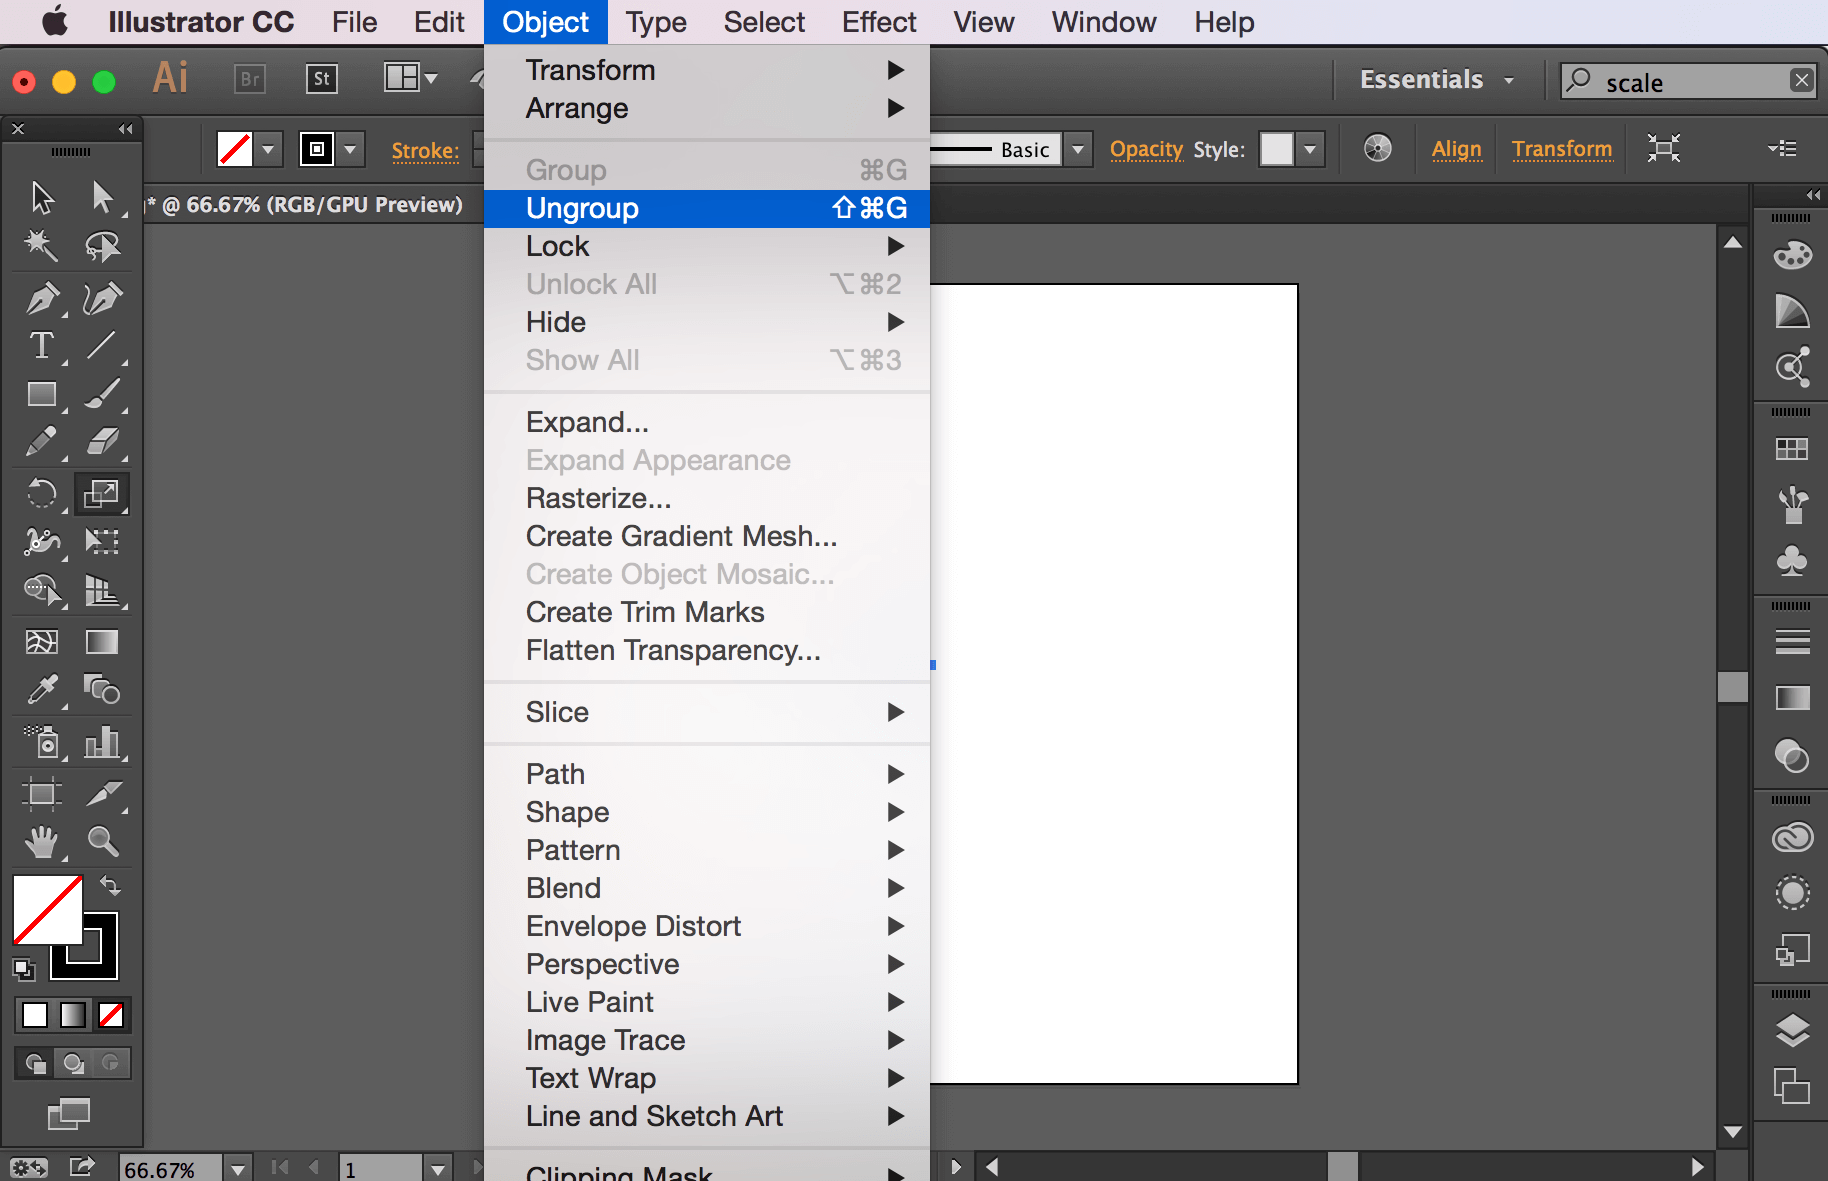 Illustrator CC File Edit Object Type Select Effect View Window Help
Ai Br St Essentials scale
Stroke: Basic Opacity Style: Align Transform
* @ 66.67% (RGB/GPU Preview)
Transform
Arrange
Group ⌘G
Ungroup ⇧⌘G
Lock
Unlock All ⌥⌘2
Hide
Show All ⌥⌘3
Expand...
Expand Appearance
Rasterize...
Create Gradient Mesh...
Create Object Mosaic...
Create Trim Marks
Flatten Transparency...
Slice
Path
Shape
Pattern
Blend
Envelope Distort
Perspective
Live Paint
Image Trace
Text Wrap
Line and Sketch Art
Clipping Mask
66.67% 1